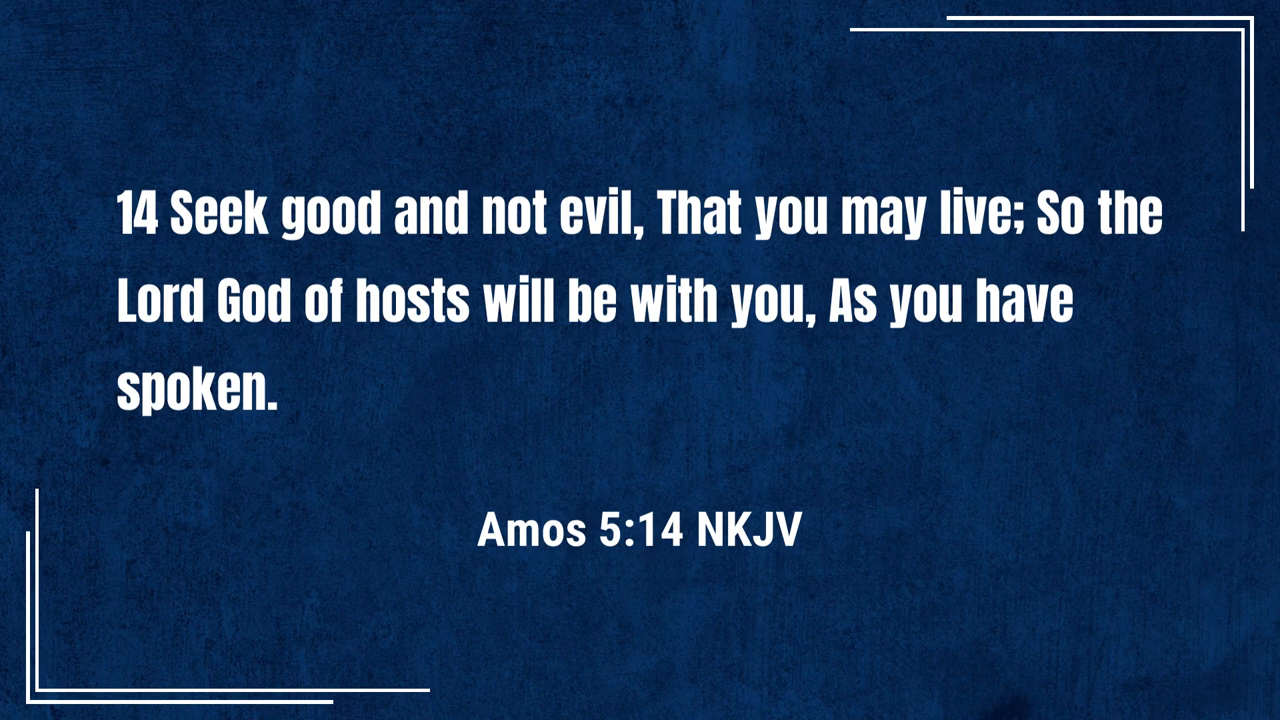 14 Seek good and not evil, That you may live; So the
Lord God of hosts will be with you, As you have
spoken.
Amos 5:14 NKJV